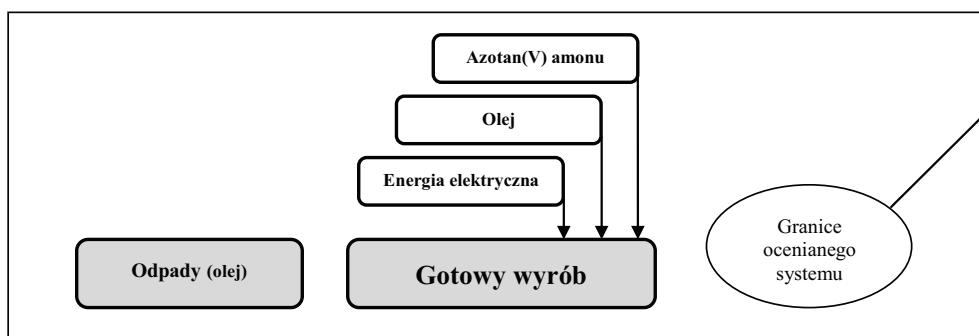 Azotan(V) amonu
Olej
Energia elektryczna
Odpady (olej)
Gotowy wyrób
Granice
ocenianego
systemu